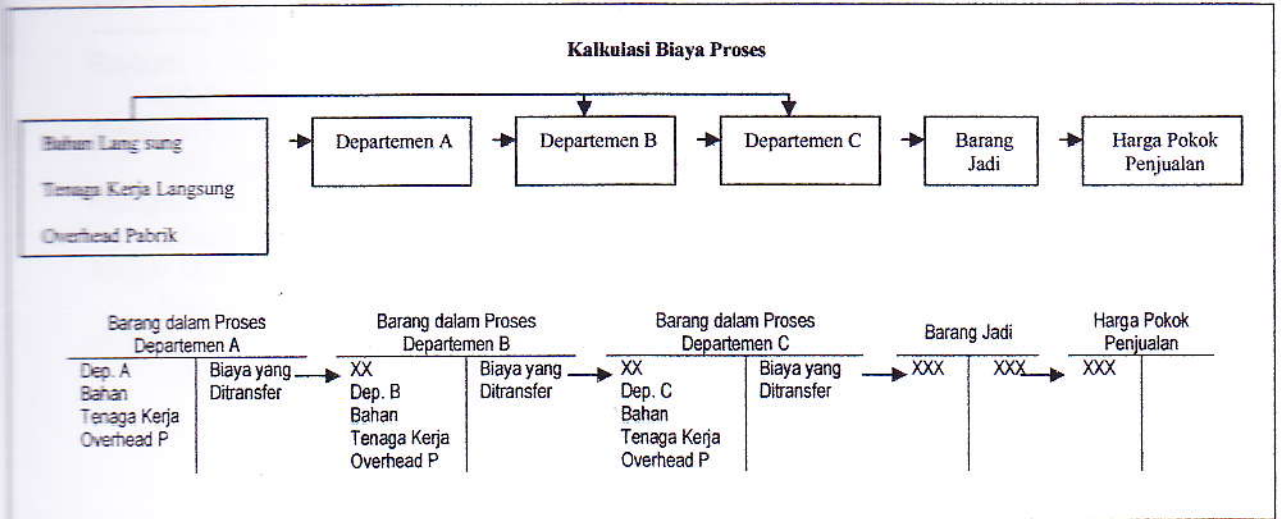 Kalkulasi Biaya Proses
Bahan Lang sung
Tenaga Kerja Langsung
Overhead Pabrik
Departemen A
Departemen B
Departemen C
Barang
Jadi
Harga Pokok
Penjualan
Barang dalam Proses
Departemen A
Dep. A
Bahan
Tenaga Kerja
Overhead P
Biaya yang
Ditransfer
Barang dalam Proses
Departemen B
XX
Dep. B
Bahan
Tenaga Kerja
Overhead P
Biaya yang
Ditransfer
Barang dalam Proses
Departemen C
XX
Dep. C
Bahan
Tenaga Kerja
Overhead P
Biaya yang
Ditransfer
Barang Jadi
XXX
XXX
Harga Pokok
Penjualan
XXX